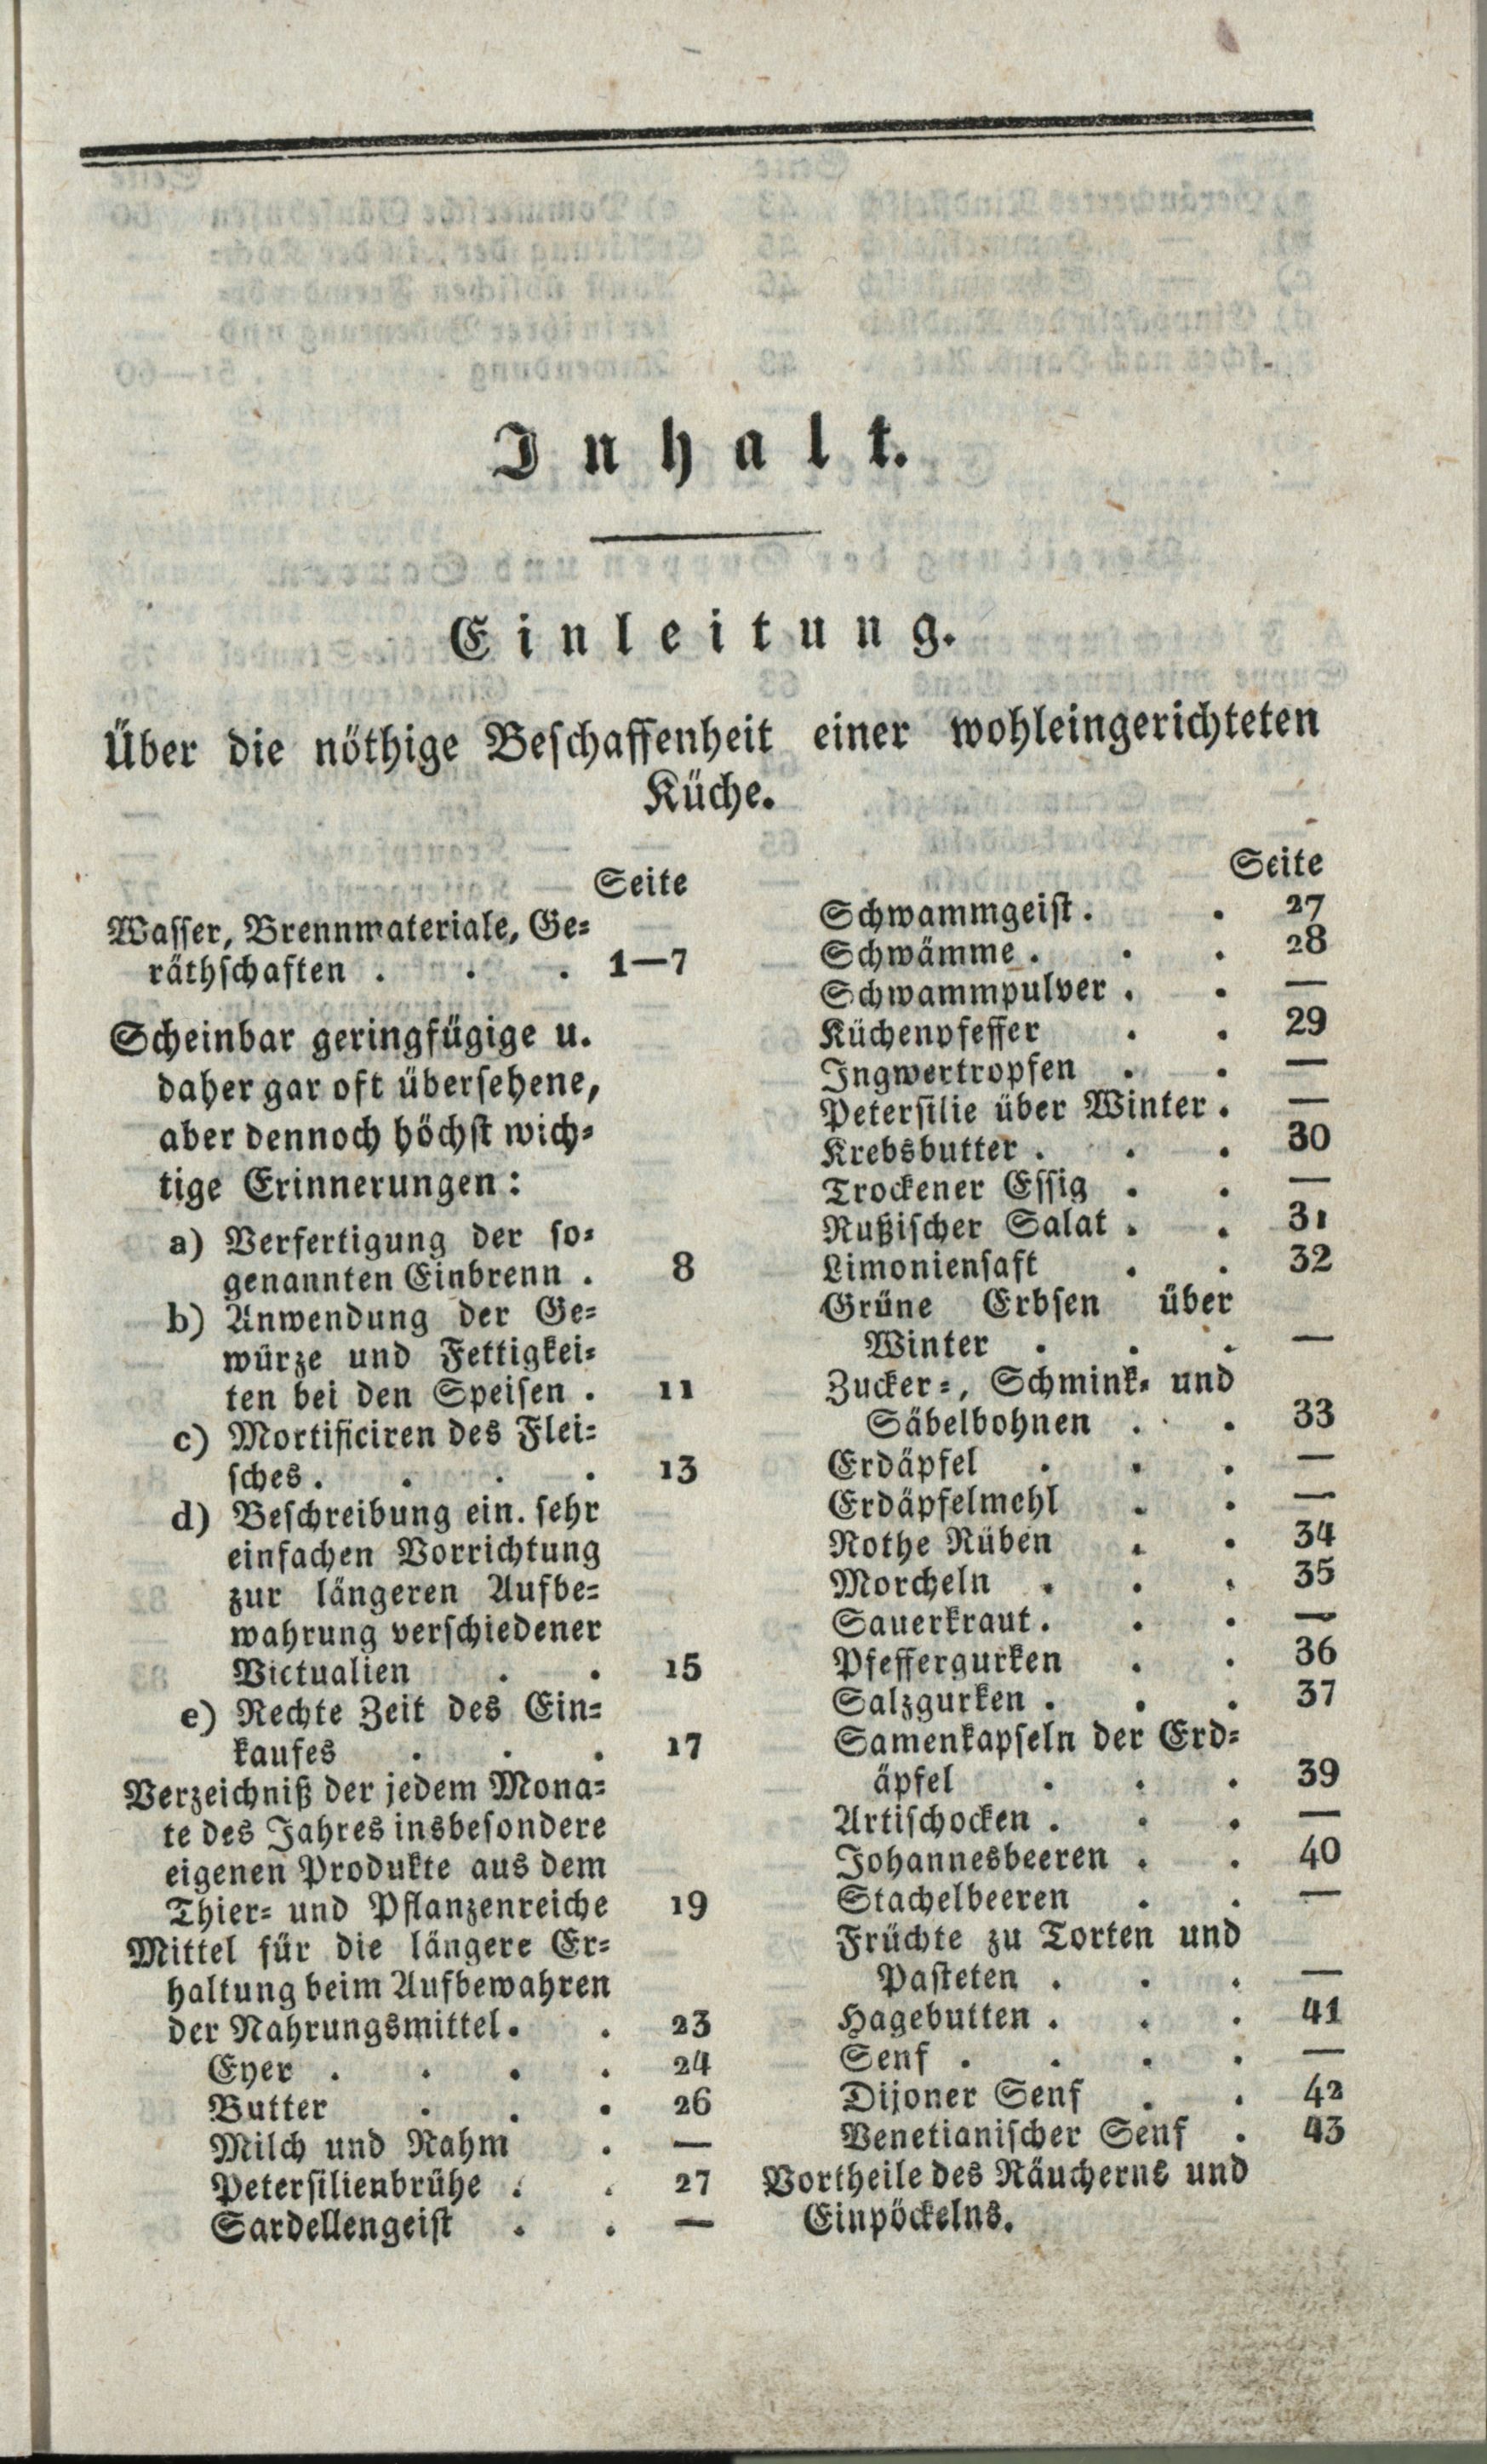 Inhalt.
Einleitung.
Über die nöthige Beschaffenheit einer wohleingerichteten
Küche.
Seite
Wasser, Brennmateriale, Ge=
räthschaften . . . 1—7
Scheinbar geringfügige u.
daher gar oft übersehene,
aber dennoch höchst wich=
tige Erinnerungen:
a) Verfertigung der so=
genannten Einbrenn . 8
b) Anwendung der Ge=
würze und Fettigkei=
ten bei den Speisen . 11
c) Mortificiren des Flei=
sches . . . . 13
d) Beschreibung ein. sehr
einfachen Vorrichtung
zur längeren Aufbe=
wahrung verschiedener
Victualien . . 15
e) Rechte Zeit des Ein=
kaufes . . . 17
Verzeichniß der jedem Mona=
te des Jahres insbesondere
eigenen Produkte aus dem
Thier= und Pflanzenreiche 19
Mittel für die längere Er=
haltung beim Aufbewahren
der Nahrungsmittel . . 23
Eyer . . . . 24
Butter . . . 26
Milch und Rahm . —
Petersilienbrühe . . 27
Sardellengeist . . —
Seite
Schwammgeist . . 27
Schwämme . . . 28
Schwammpulver . . —
Küchenpfeffer . . 29
Ingwertropfen . . —
Petersilie über Winter . —
Krebsbutter . . . 30
Trockener Essig . . —
Rußischer Salat . . 31
Limoniensaft . . 32
Grüne Erbsen über
Winter . . . —
Zucker=, Schmink= und
Säbelbohnen . . 33
Erdäpfel . . . —
Erdäpfelmehl . . —
Rothe Rüben . . 34
Morcheln . . . 35
Sauerkraut . . . —
Pfeffergurken . . 36
Salzgurken . . . 37
Samenkapseln der Erd=
äpfel . . . 39
Artischocken . . . —
Johannesbeeren . . 40
Stachelbeeren . . —
Früchte zu Torten und
Pasteten . . . —
Hagebutten . . . 41
Senf . . . . —
Dijoner Senf . . 42
Venetianischer Senf . 43
Vortheile des Räucherns und
Einpöckelns.